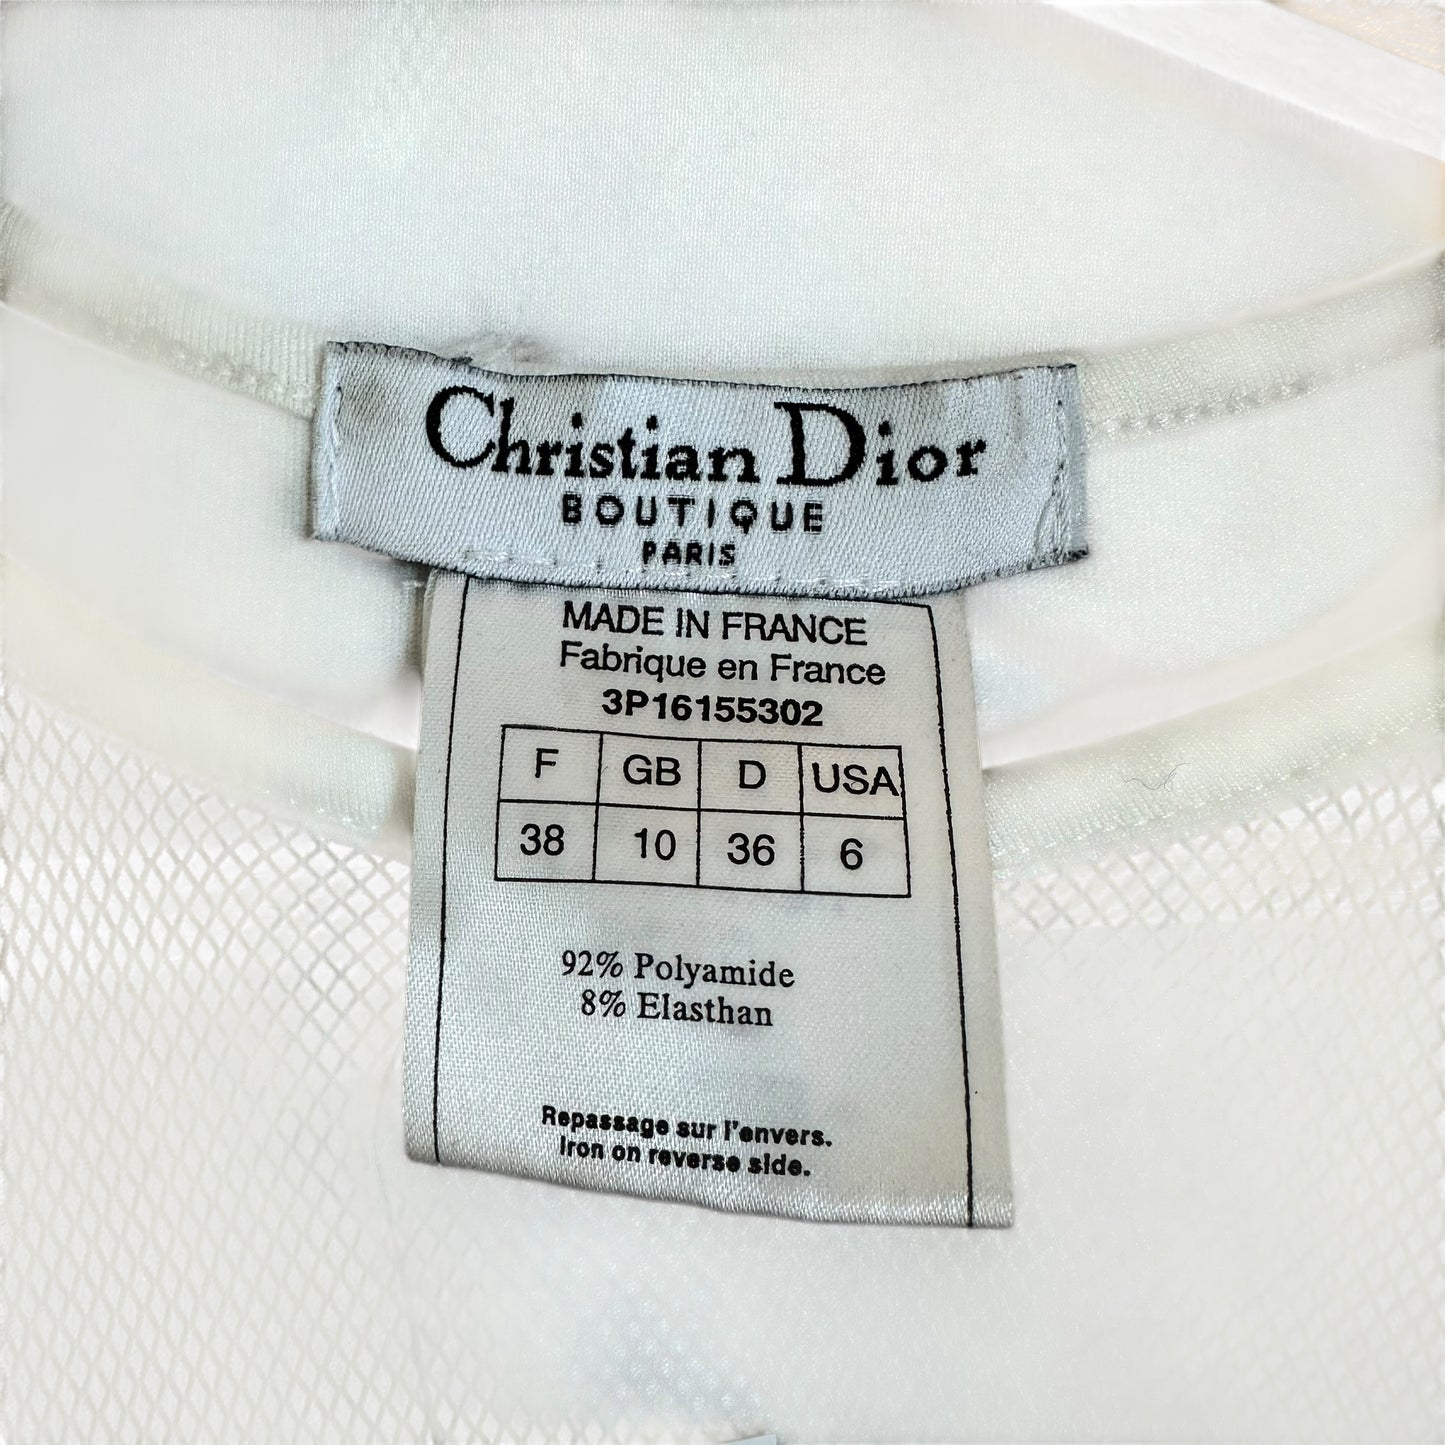 Christian Dior
BOUTIQUE
PARIS
MADE IN FRANCE
Fabrique en France
3P16155302
F GB D USA
38 10 36 6
92% Polyamide
8% Elasthan
Repassage sur l'envers.
Iron on reverse side.